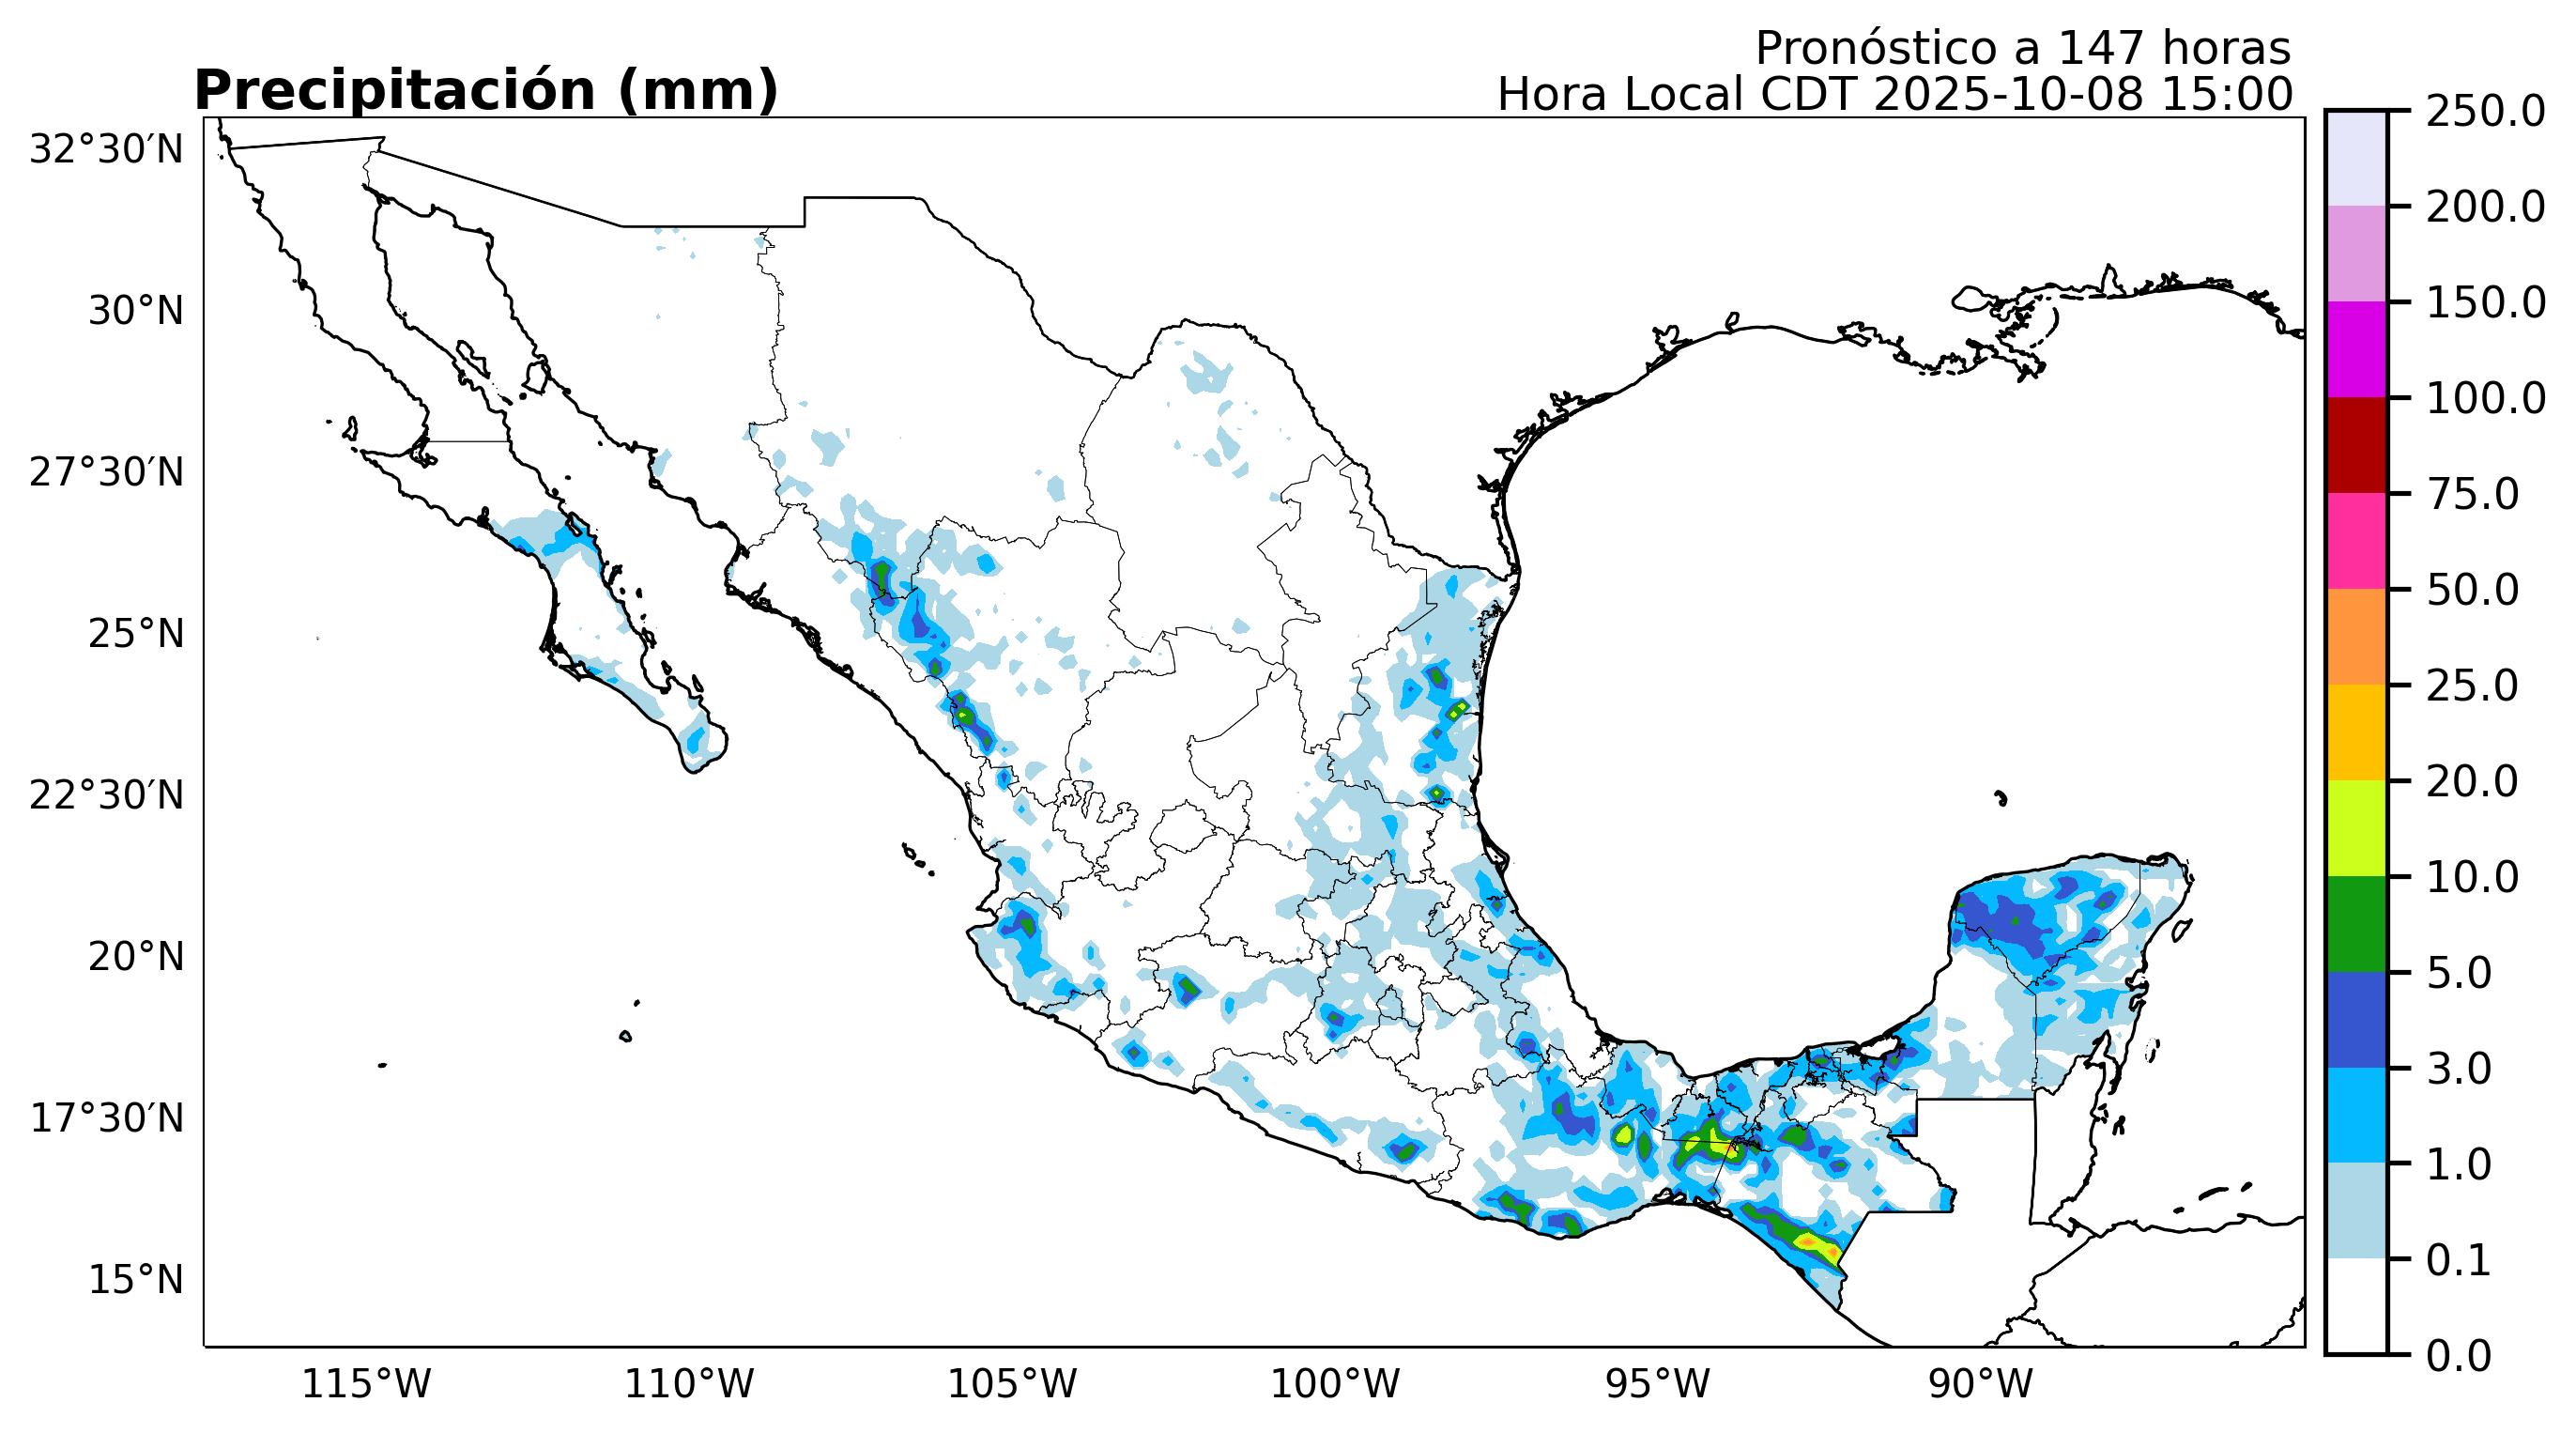 Pronóstico a 147 horas
Precipitación (mm)
Hora Local CDT 2025-10-08 15:00
32°30′N
30°N
27°30′N
25°N
22°30′N
20°N
17°30′N
15°N
115°W
110°W
105°W
100°W
95°W
90°W
250.0
200.0
150.0
100.0
75.0
50.0
25.0
20.0
10.0
5.0
3.0
1.0
0.1
0.0